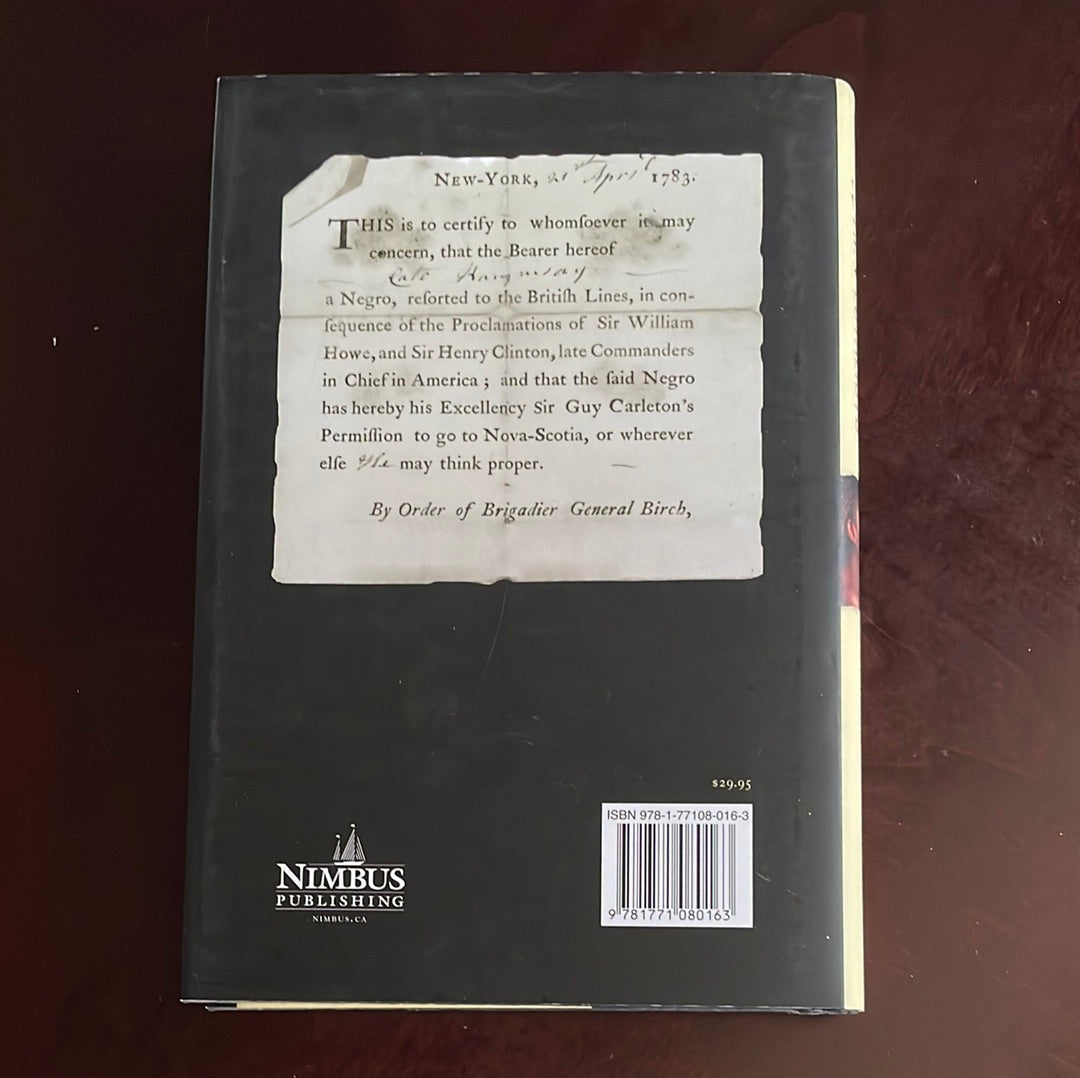 NEW-YORK, 21st April 1783.
THIS is to certify to whomſoever it may
concern, that the Bearer hereof
Cato
a Negro, reſorted to the Britiſh Lines, in con-
ſequence of the Proclamations of Sir William
Howe, and Sir Henry Clinton, late Commanders
in Chief in America ; and that the ſaid Negro
has hereby his Excellency Sir Guy Carleton's
Permiſſion to go to Nova-Scotia, or wherever
elſe He may think proper.
By Order of Brigadier General Birch,
$29.95
ISBN 978-1-77108-016-3
9 781771 080163
NIMBUS
PUBLISHING
NIMBUS.CA